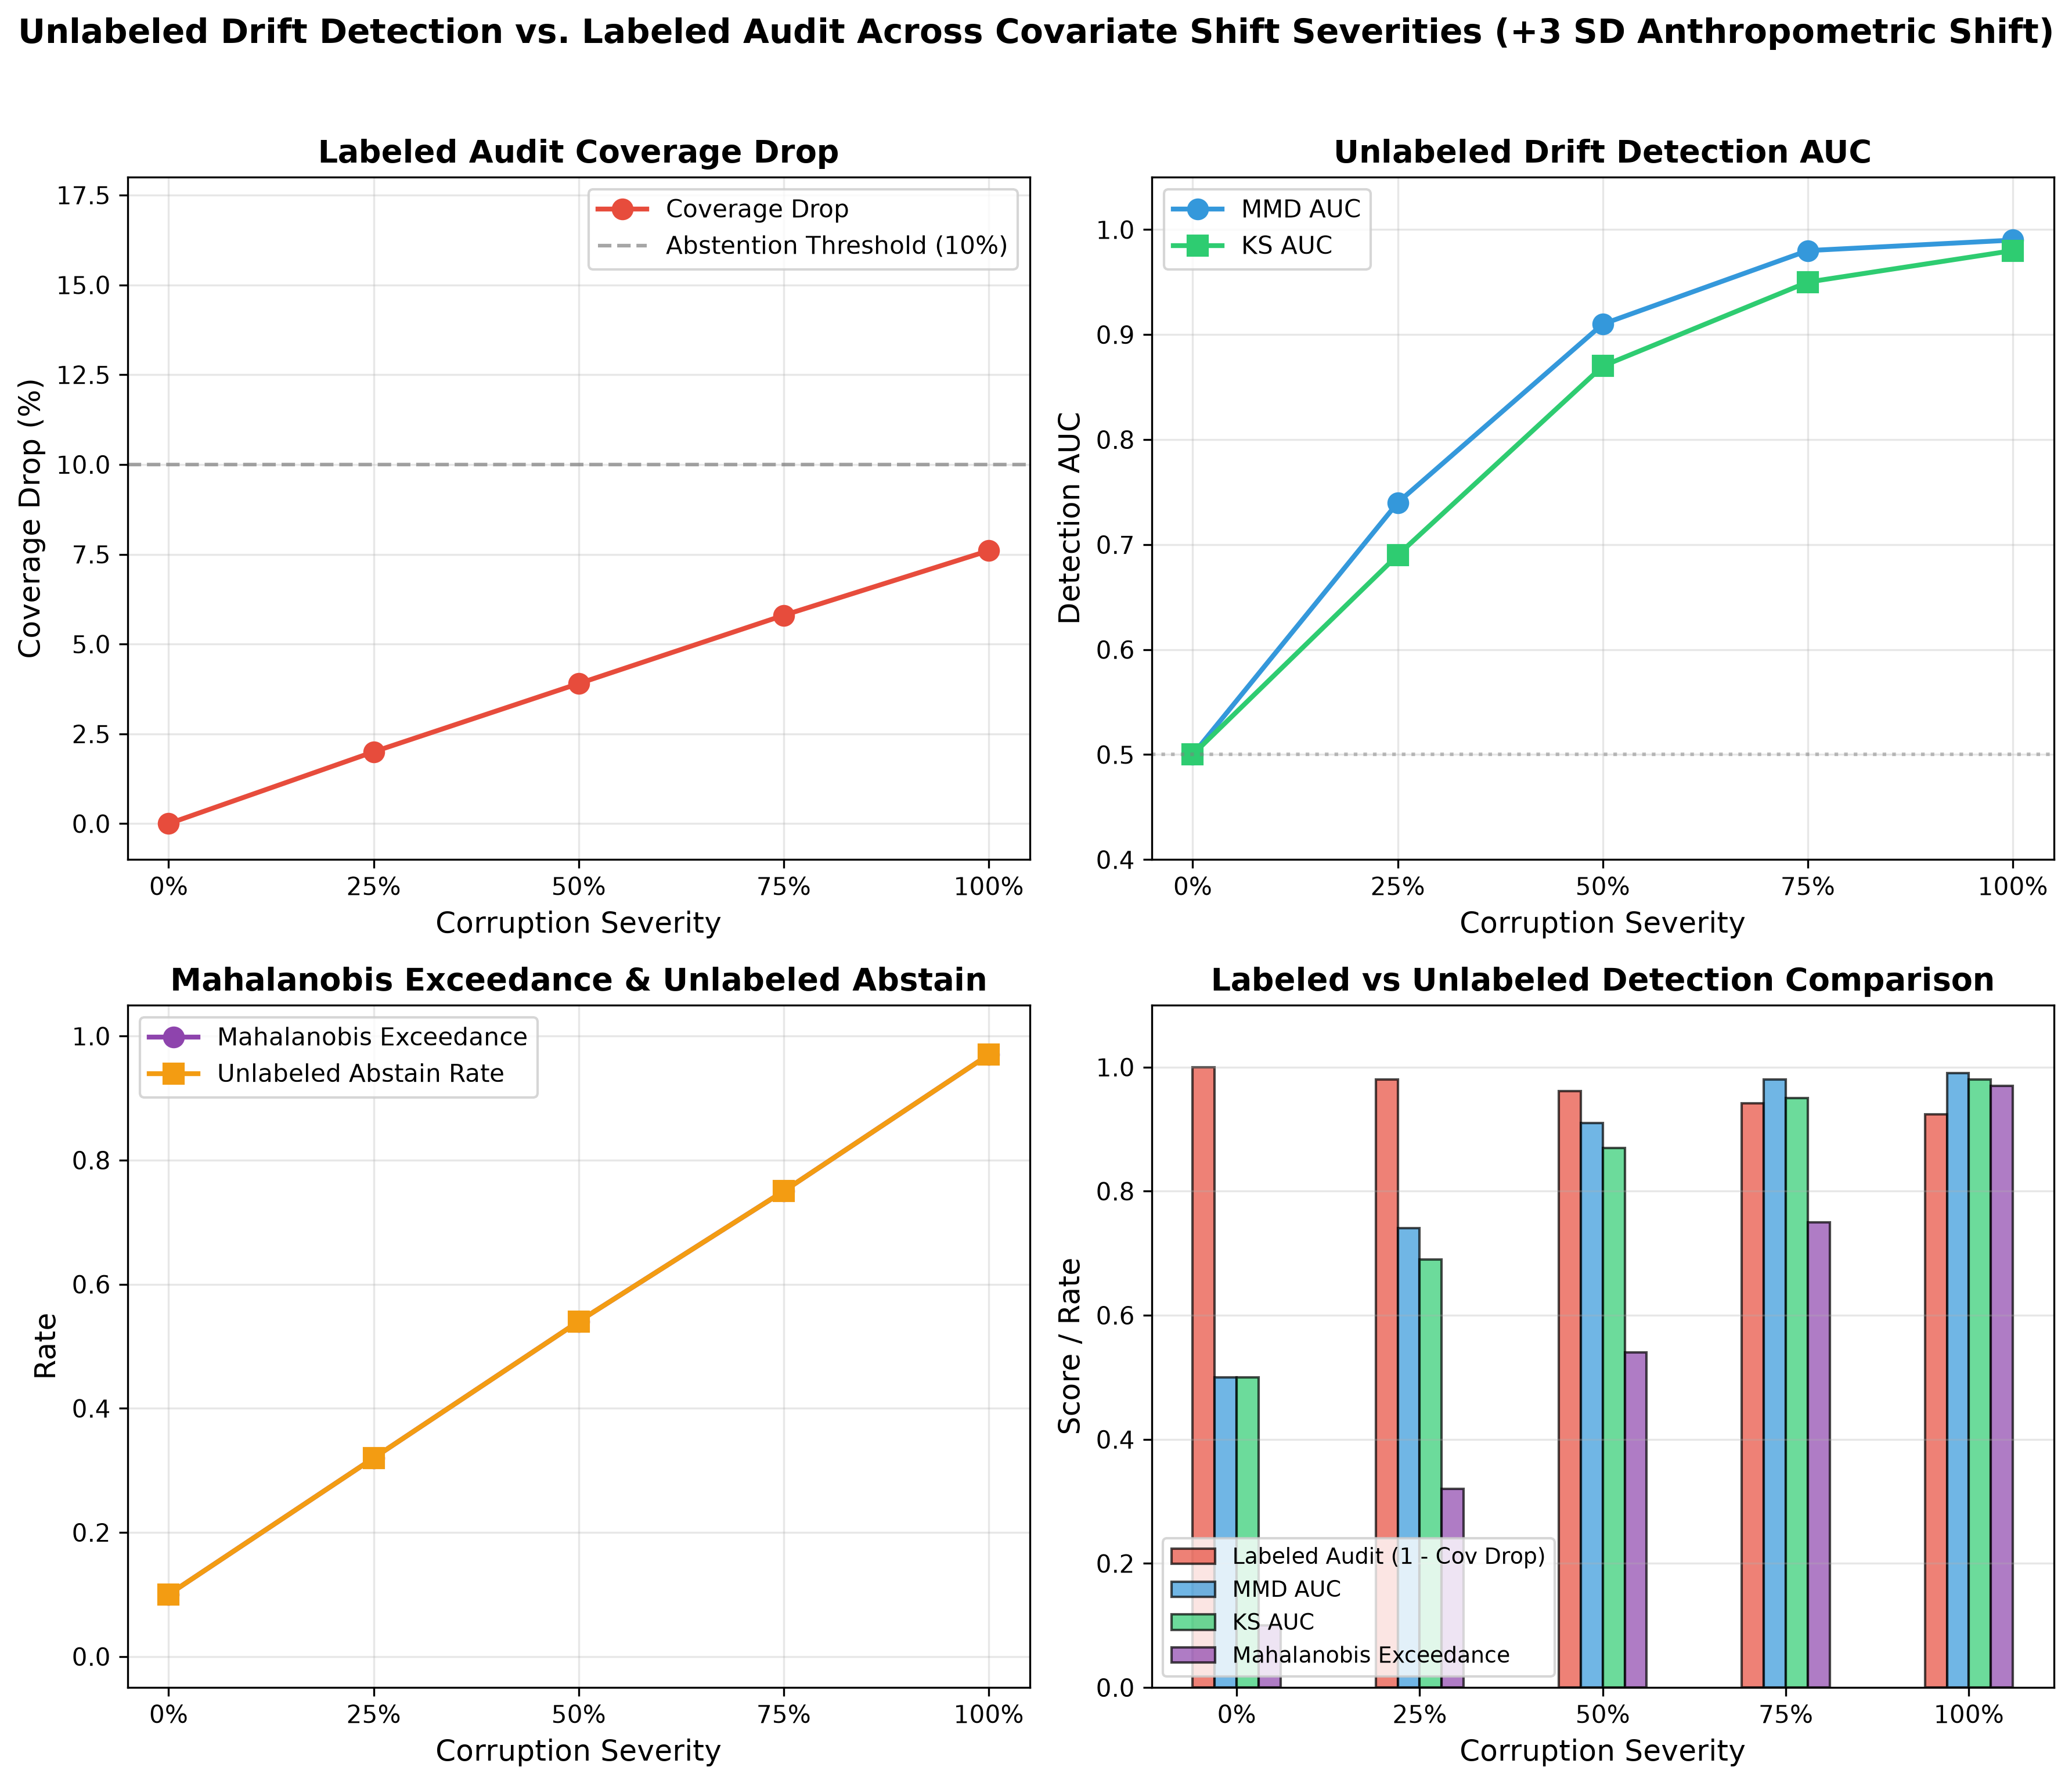 Unlabeled Drift Detection vs. Labeled Audit Across Covariate Shift Severities (+3 SD Anthropometric Shift)
Labeled Audit Coverage Drop
Coverage Drop (%)
17.5
15.0
12.5
10.0
7.5
5.0
2.5
0.0
Coverage Drop
Abstention Threshold (10%)
0% 25% 50% 75% 100%
Corruption Severity
Unlabeled Drift Detection AUC
Detection AUC
1.0
0.9
0.8
0.7
0.6
0.5
0.4
MMD AUC
KS AUC
0% 25% 50% 75% 100%
Corruption Severity
Mahalanobis Exceedance & Unlabeled Abstain
Rate
1.0
0.8
0.6
0.4
0.2
0.0
Mahalanobis Exceedance
Unlabeled Abstain Rate
0% 25% 50% 75% 100%
Corruption Severity
Labeled vs Unlabeled Detection Comparison
Score / Rate
1.0
0.8
0.6
0.4
0.2
0.0
Labeled Audit (1 - Cov Drop)
MMD AUC
KS AUC
Mahalanobis Exceedance
0% 25% 50% 75% 100%
Corruption Severity